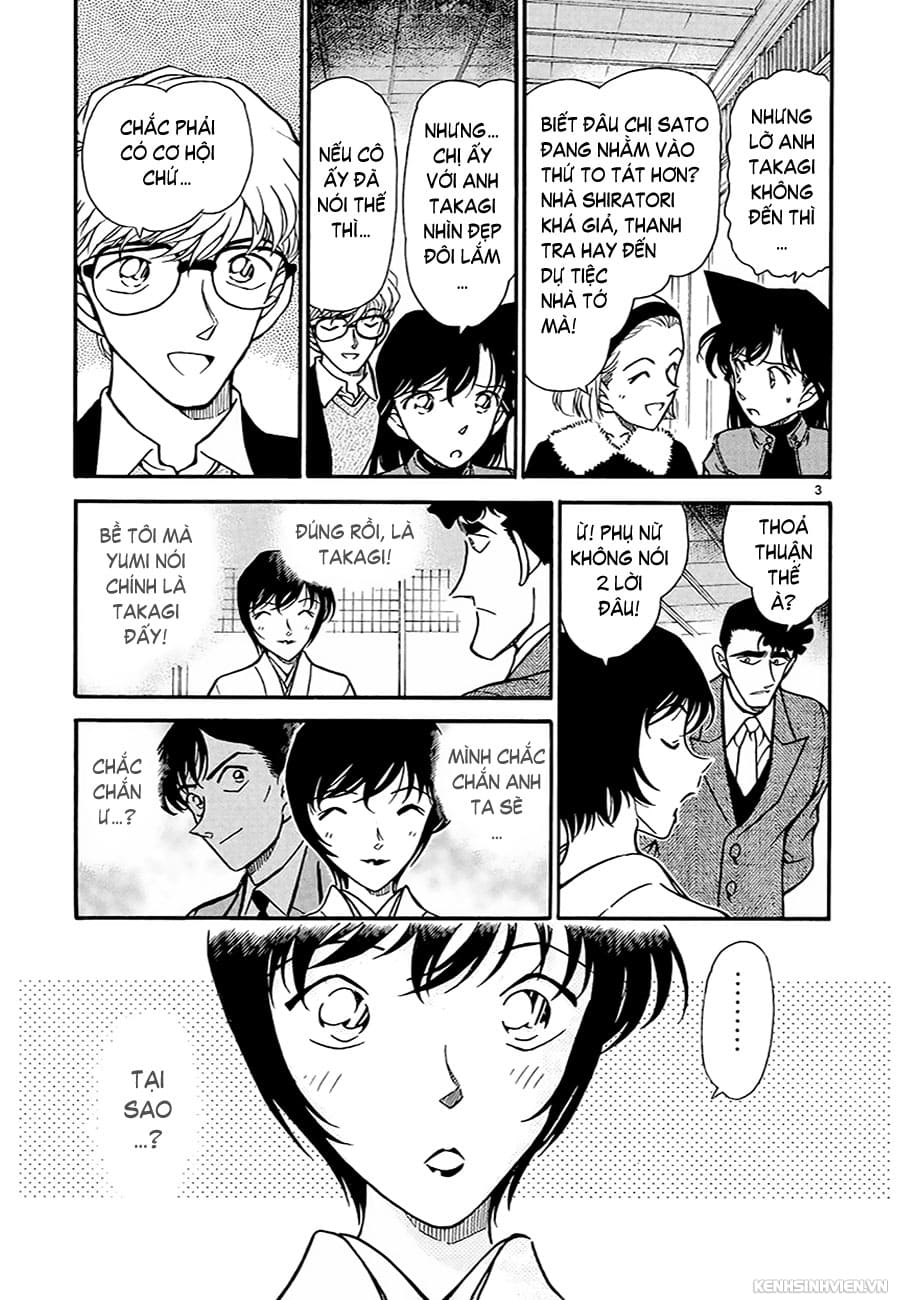 NHƯNG
LỜ ANH
TAKAGI
KHÔNG
ĐẾN THÌ
...
BIẾT ĐÂU CHỊ SATO
ĐANG NHẰM VÀO
THỨ TO TÁT HƠN?
NHÀ SHIRATORI
KHÁ GIẢ, THANH
TRA HAY ĐẾN
DỰ TIỆC
NHÀ TỚ
MÀ!
NHƯNG...
CHỊ ẤY
VỚI ANH
TAKAGI
NHÌN ĐẸP
ĐÔI LẮM
...
NẾU CÔ
ẤY ĐÀ
NÓI THẾ
THÌ...
CHẮC PHẢI
CÓ CƠ HỘI
CHỨ...
3
THOẢ
THUẬN
THẾ
À?
Ừ! PHỤ NỮ
KHÔNG NÓI
2 LỜI
ĐÂU!
ĐÚNG RỒI, LÀ
TAKAGI!
BỀ TÔI MÀ
YUMI NÓI
CHÍNH LÀ
TAKAGI
ĐẤY!
MÌNH CHẮC
CHẮN ANH
TA SẼ
...
CHẮC
CHẮN
Ư...?
........
TẠI
SAO
...?
KENHSINHVIEN.VN